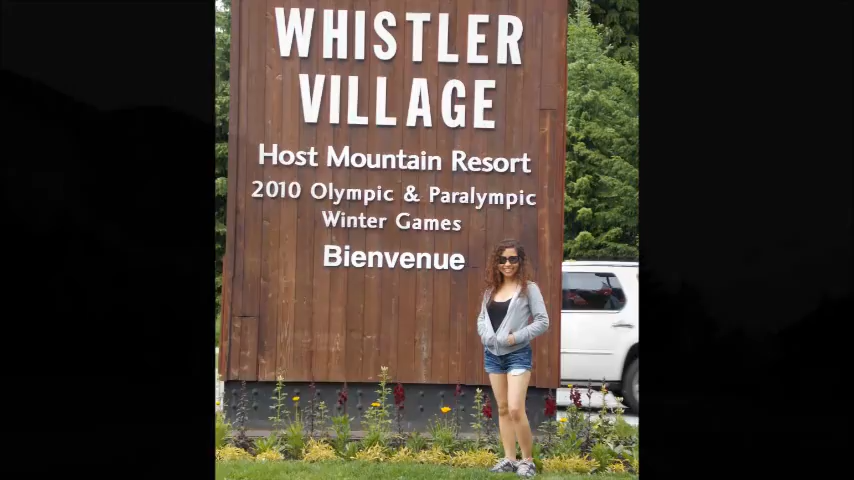 WHISTLER
VILLAGE
Host Mountain Resort
2010 Olympic & Paralympic
Winter Games
Bienvenue